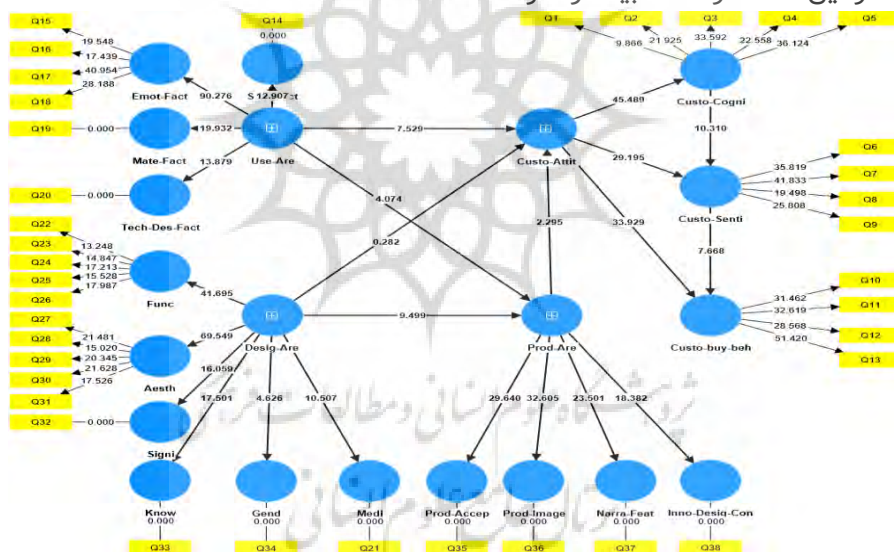 Q15
Q14
Q1
Q2
Q3
Q4
Q5
Q16
0.000
9.866
21.925
33.592
22.558
36.124
19.548
17.439
Q17
40.954
28.188
Emot-Fact
90.276
12.907
45.489
Custo-Cogni
Q18
Q19
0.000
19.932
7.529
10.310
Q6
Mate-Fact
Use-Are
Custo-Attit
35.819
13.879
29.195
41.833
Q7
Q20
0.000
4.074
19.498
Q8
25.808
Q9
Tech-Des-Fact
2.295
33.929
Custo-Senti
Q22
0.282
7.668
Q23
13.248
14.847
Q24
17.213
Q25
15.528
41.695
31.462
Q10
17.987
Q26
Func
32.619
Q11
9.499
Q27
28.568
Q12
21.481
69.549
Desig-Are
Prod-Are
Custo-buy-beh
51.420
Q13
Q28
15.020
Q29
20.345
16.059
Q30
21.628
17.526
17.501
4.626
10.507
29.640
32.605
23.501
18.382
Q31
Aesth
Q32
0.000
پژوهشگاه علوم انسانی و مطالعات فرهنگی
Signi
Know
Gend
Medi
Prod-Accep
Prod-Image
Narra-Feat
Inno-Desig-Con
0.000
0.000
0.000
0.000
0.000
0.000
0.000
پرتال جامع علوم انسانی
Q33
Q34
Q21
Q35
Q36
Q37
Q38